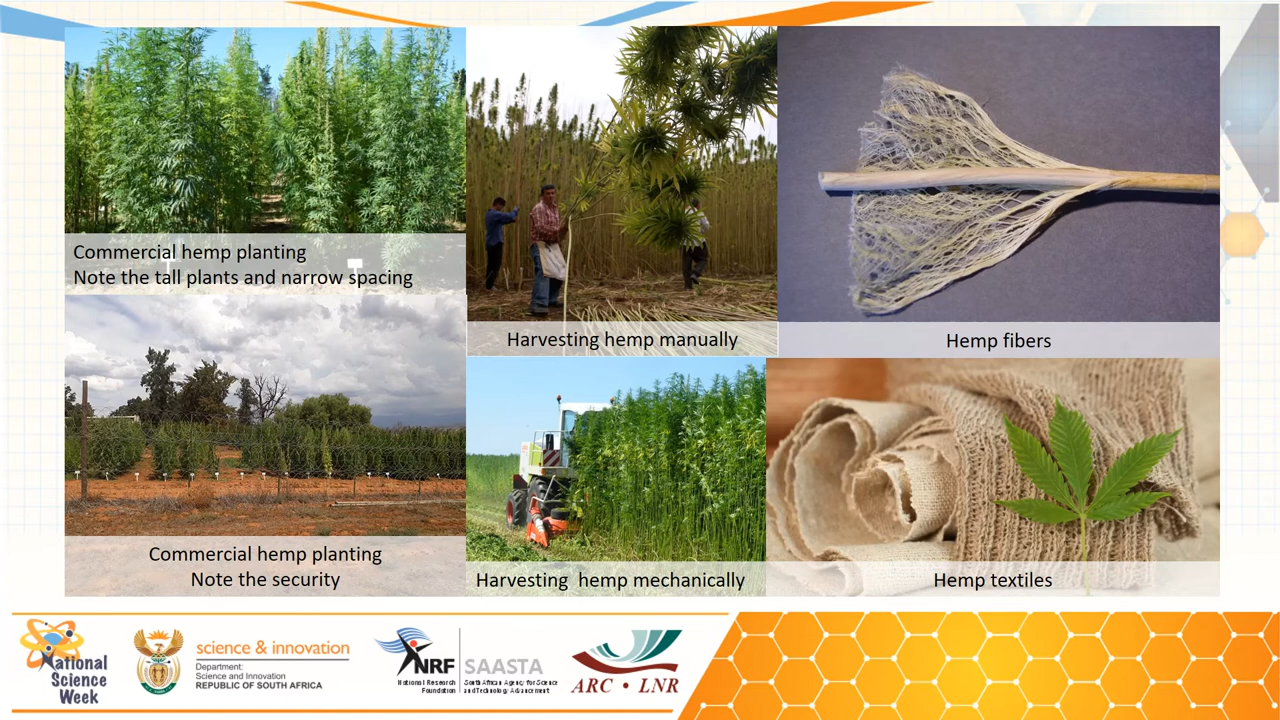 Commercial hemp planting
Note the tall plants and narrow spacing
Harvesting hemp manually
Hemp fibers
Commercial hemp planting
Note the security
Harvesting hemp mechanically
Hemp textiles
National
Science
Week
science & innovation
Department:
Science and Innovation
REPUBLIC OF SOUTH AFRICA
NRF
National Research
Foundation
SAASTA
South African Agency for Science
and Technology Advancement
ARC • LNR